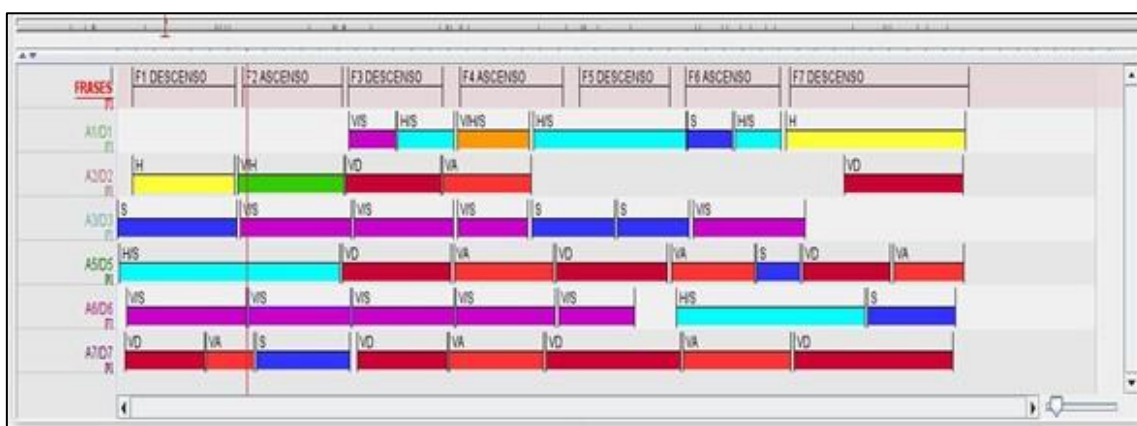 FRASES F1 DESCENSO F2 ASCENSO F3 DESCENSO F4 ASCENSO F5 DESCENSO F6 ASCENSO F7 DESCENSO
A1/D1 V/S H/S V/H/S H/S S H/S H
A2/D2 H V/H VD VA VD
A3/D3 S V/S V/S V/S S S V/S
A5/D5 H/S VD VA VD VA S VD VA
A6/D6 V/S V/S V/S V/S V/S H/S S
A7/D7 VD VA S VD VA VD VA VD